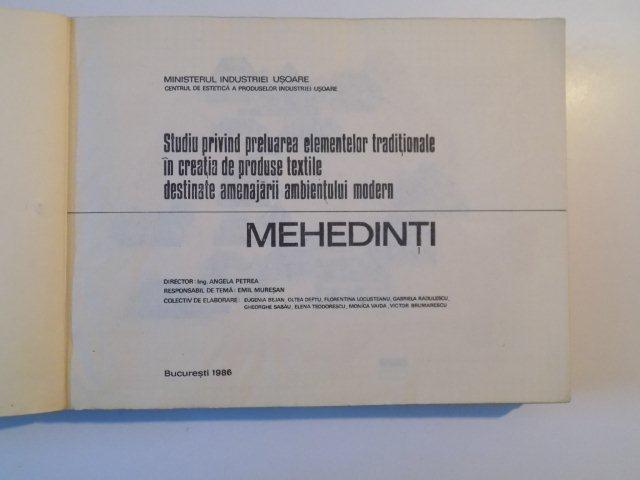 MINISTERUL INDUSTRIEI UȘOARE
CENTRUL DE ESTETICĂ A PRODUSELOR INDUSTRIEI UȘOARE
Studiu privind preluarea elementelor tradiționale
în creația de produse textile
destinate amenajării ambientului modern
MEHEDINȚI
DIRECTOR: Ing. ANGELA PETREA
RESPONSABIL DE TEMĂ: EMIL MUREȘAN
COLECTIV DE ELABORARE: EUGENIA BEJAN, OLTEA DEFTU, FLORENTINA LOCUSTEANU, GABRIELA RADULESCU,
GHEORGHE SABĂU, ELENA TEODORESCU, MONICA VAIDA, VICTOR BRUMARESCU
București 1986